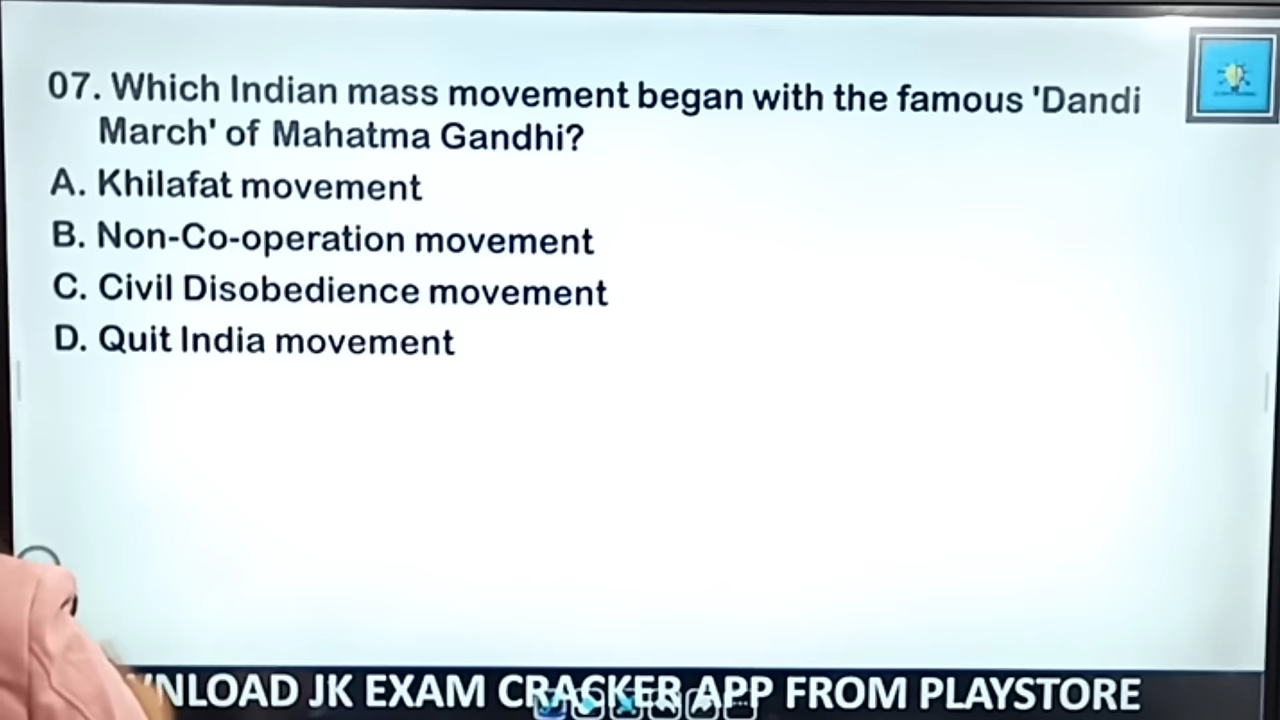 07. Which Indian mass movement began with the famous 'Dandi
March' of Mahatma Gandhi?
A. Khilafat movement
B. Non-Co-operation movement
C. Civil Disobedience movement
D. Quit India movement
NLOAD JK EXAM CRACKER APP FROM PLAYSTORE